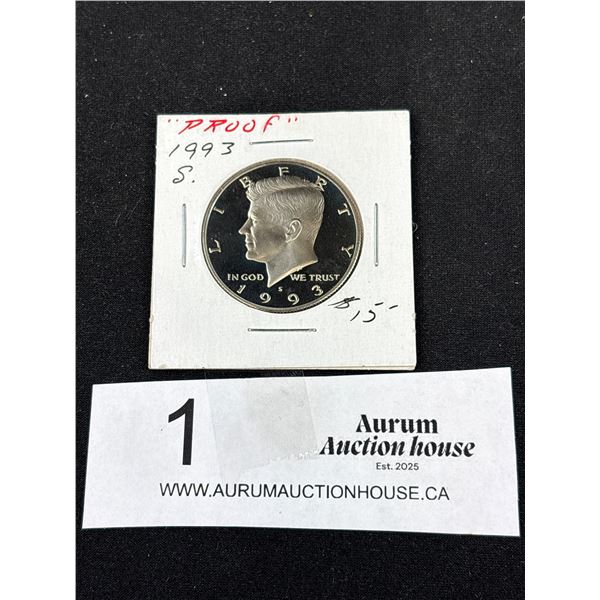 "PROOF"
1993
S.
LIBERTY
IN GOD WE TRUST
S
1993
$15--
1
Aurum
Auction house
Est. 2025
WWW.AURUMAUCTIONHOUSE.CA